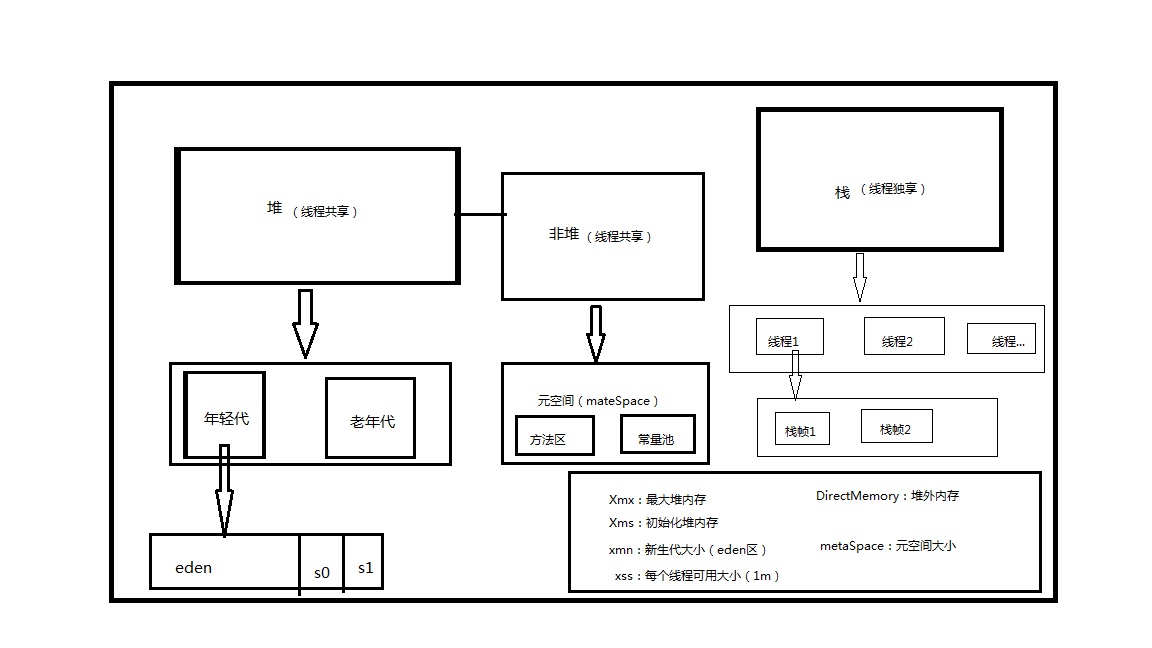 堆（线程共享）
非堆（线程共享）
栈（线程独享）
年轻代
老年代
元空间（mateSpace）
方法区
常量池
线程1
线程2
线程...
栈帧1
栈帧2
eden
s0
s1
Xmx：最大堆内存
Xms：初始化堆内存
xmn：新生代大小（eden区）
xss：每个线程可用大小（1m）
DirectMemory：堆外内存
metaSpace：元空间大小